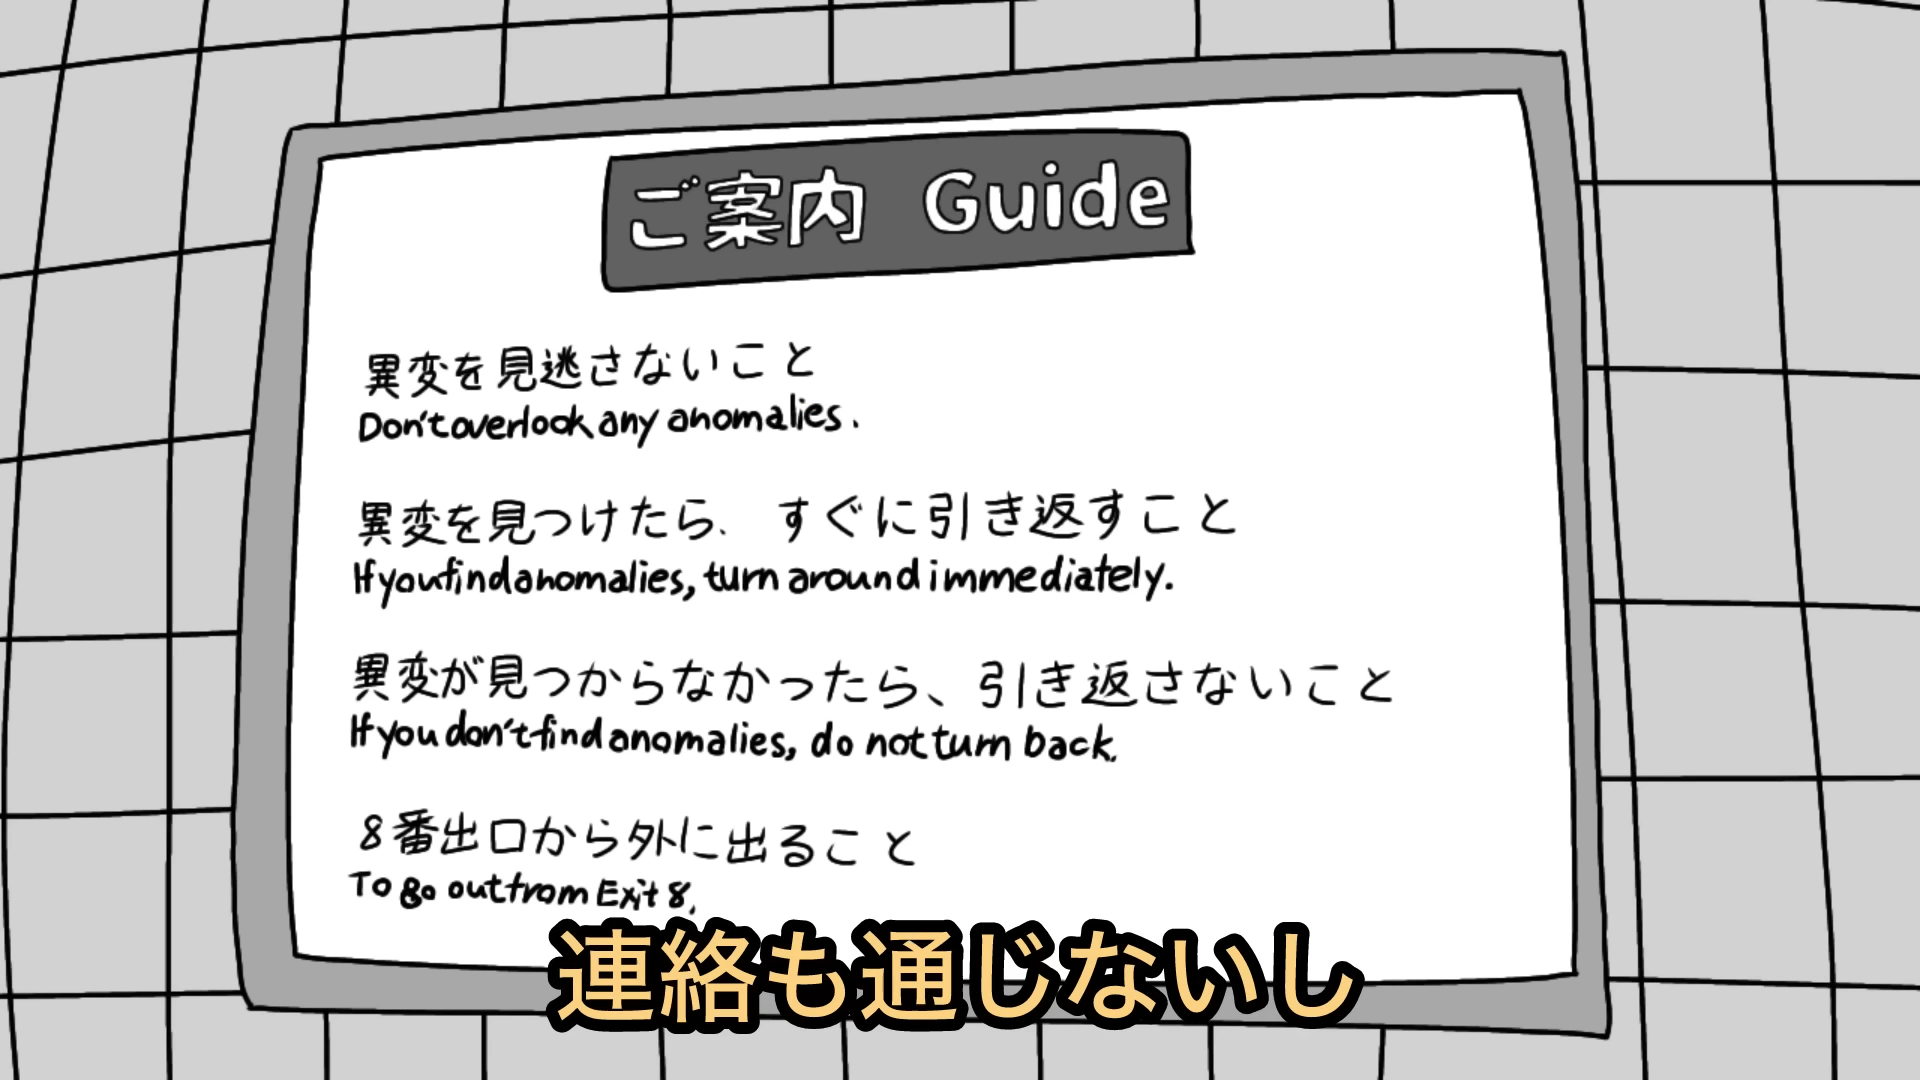 ご案内 Guide
異変を見逃さないこと
Don't overlook any anomalies.
異変を見つけたら、すぐに引き返すこと
If you find anomalies, turn around immediately.
異変が見つからなかったら、引き返さないこと
If you don't find anomalies, do not turn back.
8番出口から外に出ること
To go out from Exit 8.
連絡も通じないし